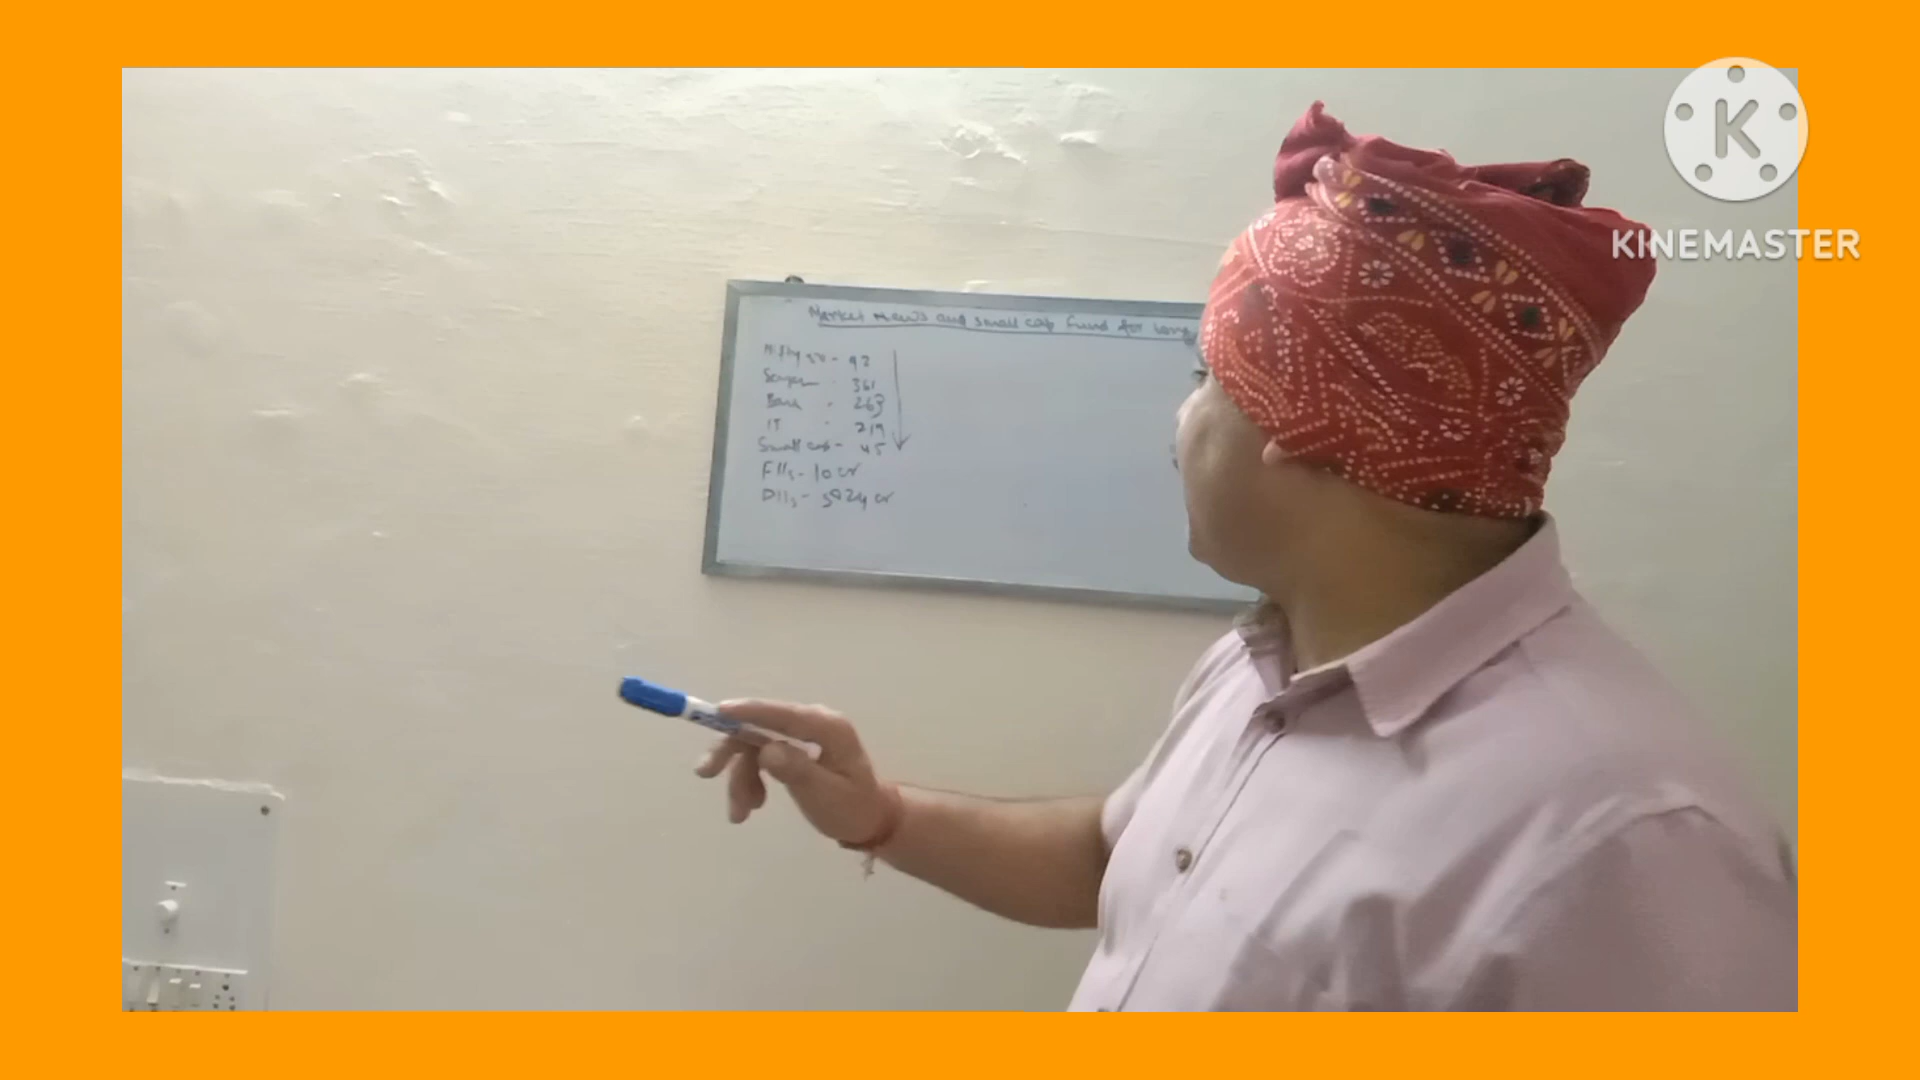 Market News and small cap fund for long
Nifty 50 - 92
Sensex - 361
Bank - 263
IT - 219
Small cap - 45
FIIs - 10 cr
DIIs - 5024 cr
K
KINEMASTER